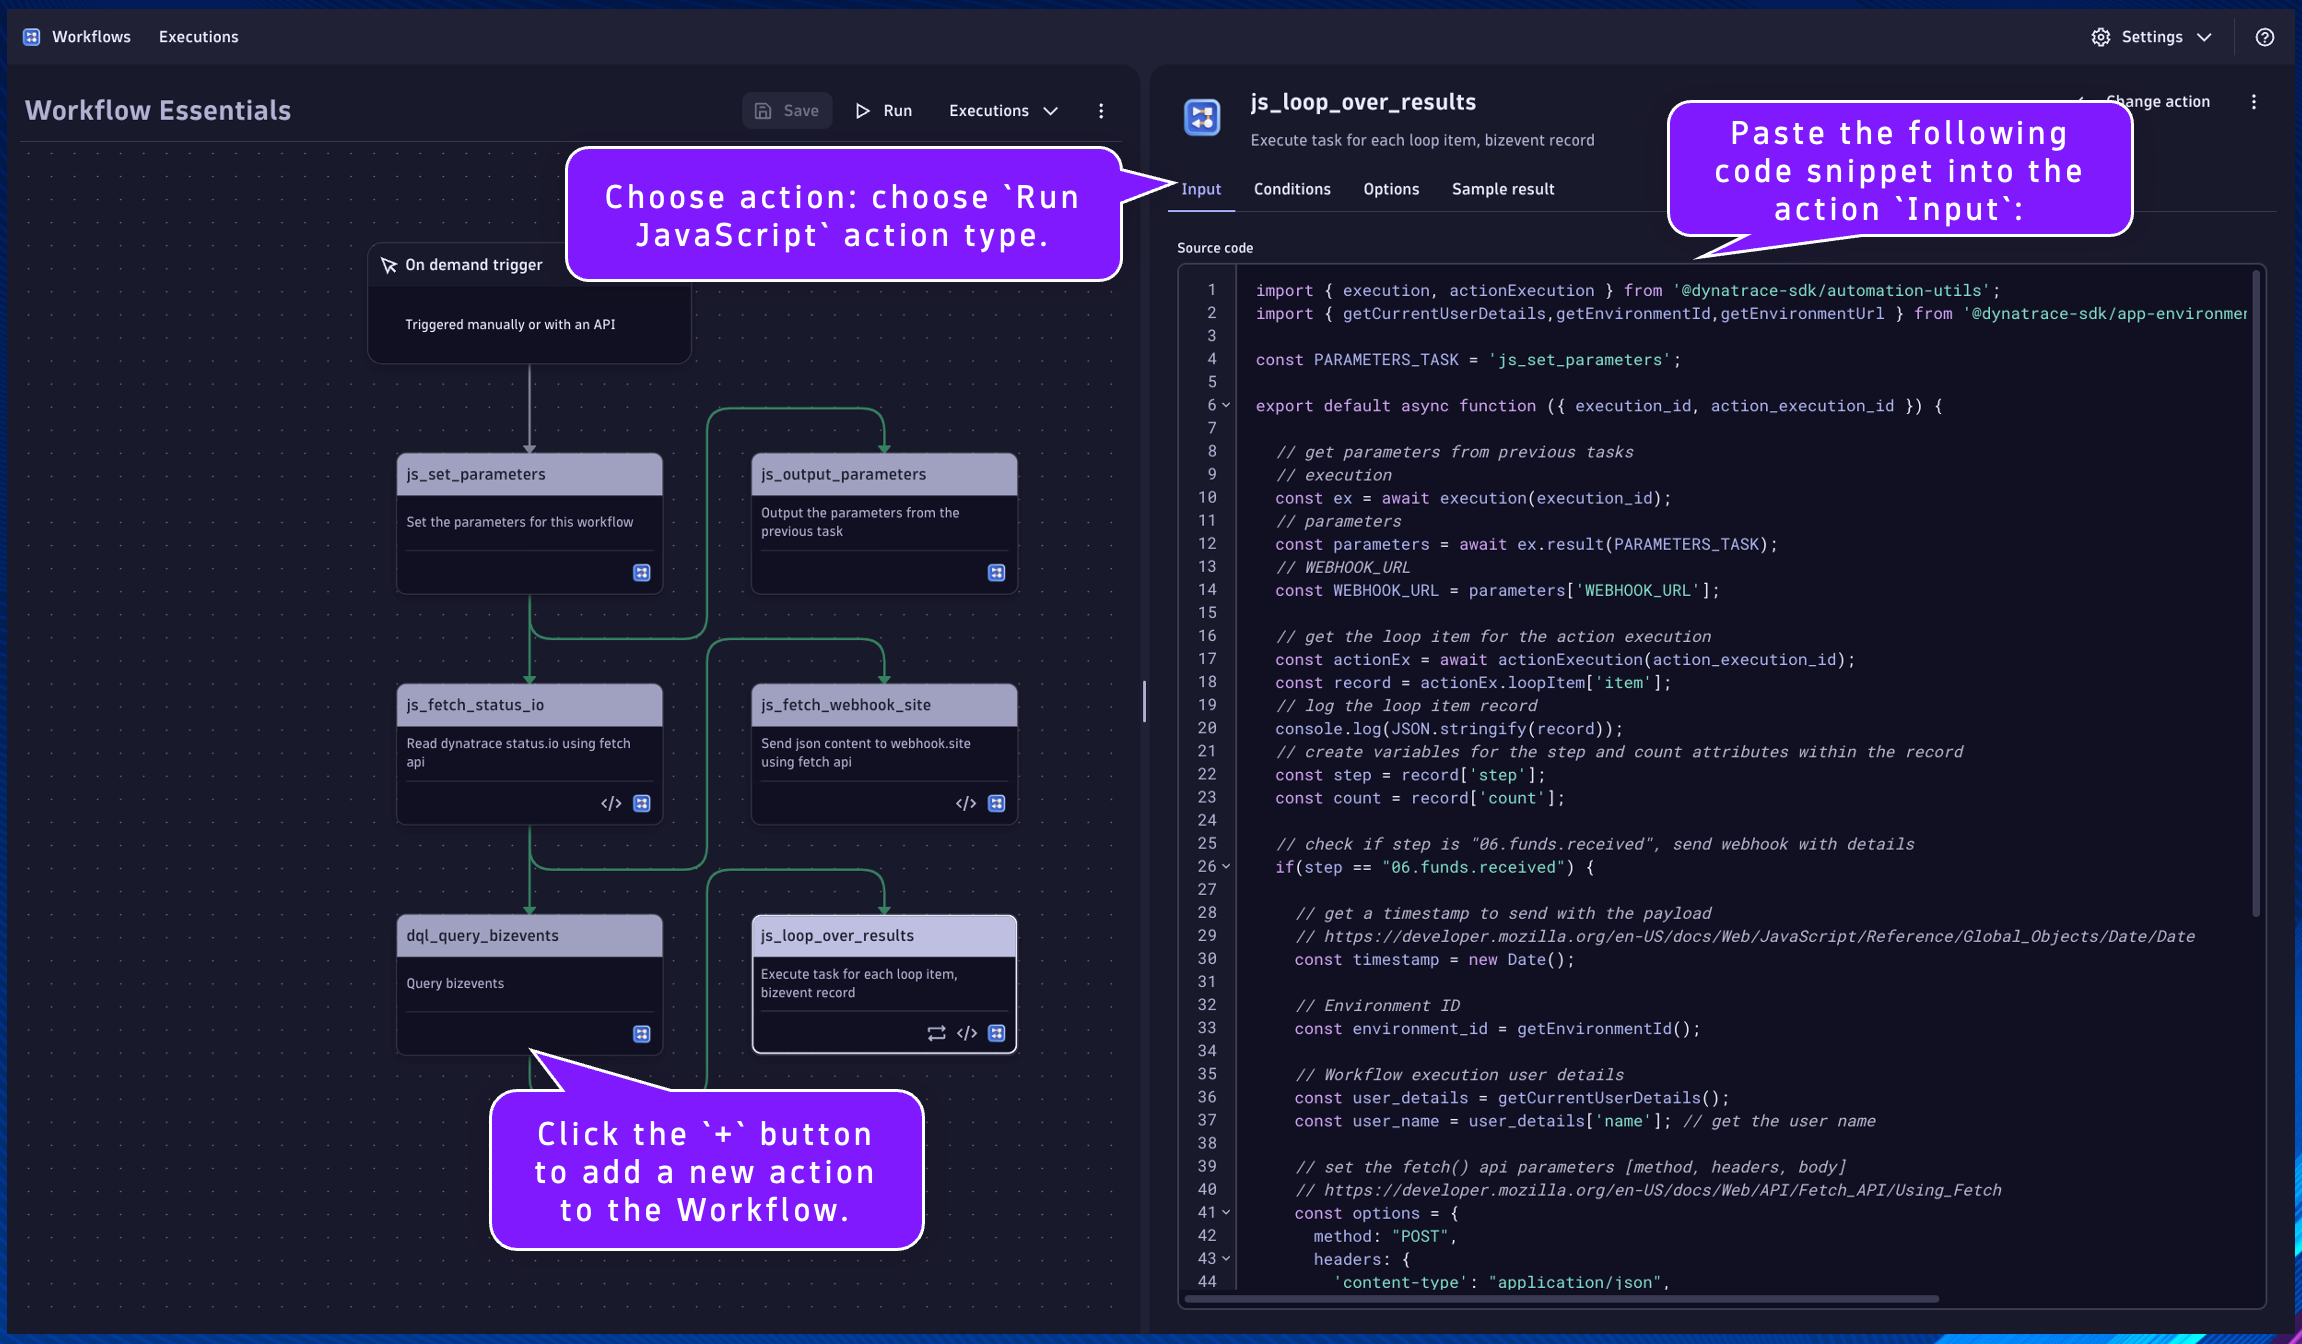 Workflows
Executions
Settings
Workflow Essentials
Save
Run
Executions
js_loop_over_results
Execute task for each loop item, bizevent record
Change action
Input
Conditions
Options
Sample result
Choose action: choose `Run
JavaScript` action type.
Paste the following
code snippet into the
action `Input`:
On demand trigger
Triggered manually or with an API
js_set_parameters
Set the parameters for this workflow
js_output_parameters
Output the parameters from the
previous task
js_fetch_status_io
Read dynatrace status.io using fetch
api
</>
js_fetch_webhook_site
Send json content to webhook.site
using fetch api
</>
dql_query_bizevents
Query bizevents
js_loop_over_results
Execute task for each loop item,
bizevent record
</>
Click the `+` button
to add a new action
to the Workflow.
Source code
1 import { execution, actionExecution } from '@dynatrace-sdk/automation-utils';
2 import { getCurrentUserDetails,getEnvironmentId,getEnvironmentUrl } from '@dynatrace-sdk/app-environmen
3
4 const PARAMETERS_TASK = 'js_set_parameters';
5
6 export default async function ({ execution_id, action_execution_id }) {
7
8 // get parameters from previous tasks
9 // execution
10 const ex = await execution(execution_id);
11 // parameters
12 const parameters = await ex.result(PARAMETERS_TASK);
13 // WEBHOOK_URL
14 const WEBHOOK_URL = parameters['WEBHOOK_URL'];
15
16 // get the loop item for the action execution
17 const actionEx = await actionExecution(action_execution_id);
18 const record = actionEx.loopItem['item'];
19 // log the loop item record
20 console.log(JSON.stringify(record));
21 // create variables for the step and count attributes within the record
22 const step = record['step'];
23 const count = record['count'];
24
25 // check if step is "06.funds.received", send webhook with details
26 if(step == "06.funds.received") {
27
28 // get a timestamp to send with the payload
29 // https://developer.mozilla.org/en-US/docs/Web/JavaScript/Reference/Global_Objects/Date/Date
30 const timestamp = new Date();
31
32 // Environment ID
33 const environment_id = getEnvironmentId();
34
35 // Workflow execution user details
36 const user_details = getCurrentUserDetails();
37 const user_name = user_details['name']; // get the user name
38
39 // set the fetch() api parameters [method, headers, body]
40 // https://developer.mozilla.org/en-US/docs/Web/API/Fetch_API/Using_Fetch
41 const options = {
42 method: "POST",
43 headers: {
44 'content-type': "application/json",